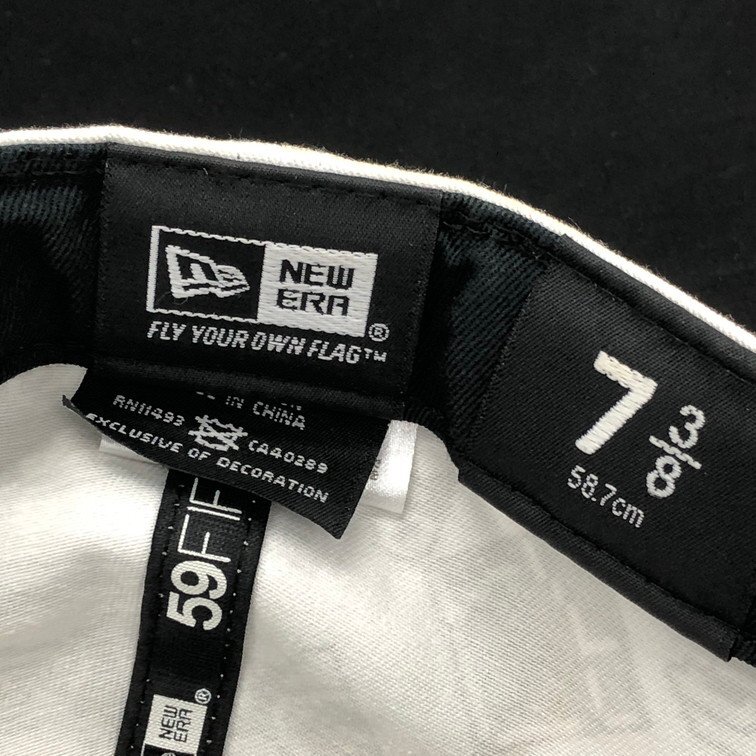 NEW
ERA
®
FLY YOUR OWN FLAG™
IN CHINA
RN11493
CA40289
EXCLUSIVE OF DECORATION
7 3/8
58.7cm
59FIF
NEW
ERA
®